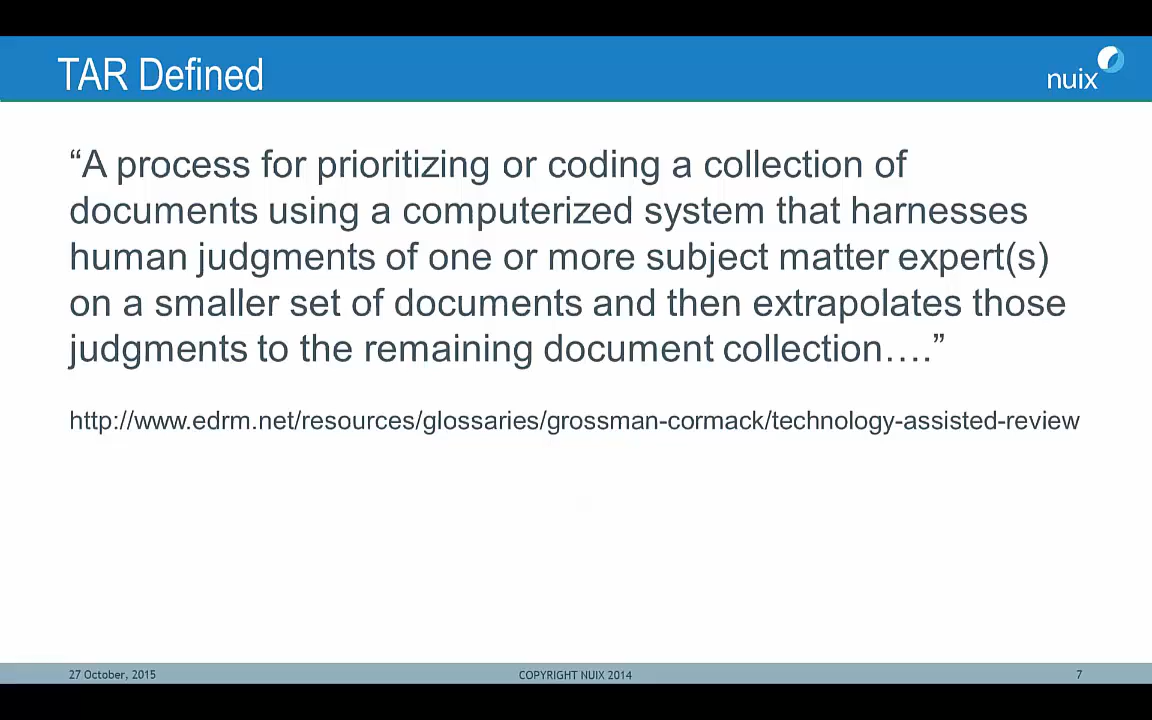 TAR Defined
nuix
“A process for prioritizing or coding a collection of
documents using a computerized system that harnesses
human judgments of one or more subject matter expert(s)
on a smaller set of documents and then extrapolates those
judgments to the remaining document collection….”
http://www.edrm.net/resources/glossaries/grossman-cormack/technology-assisted-review
27 October, 2015
COPYRIGHT NUIX 2014
7